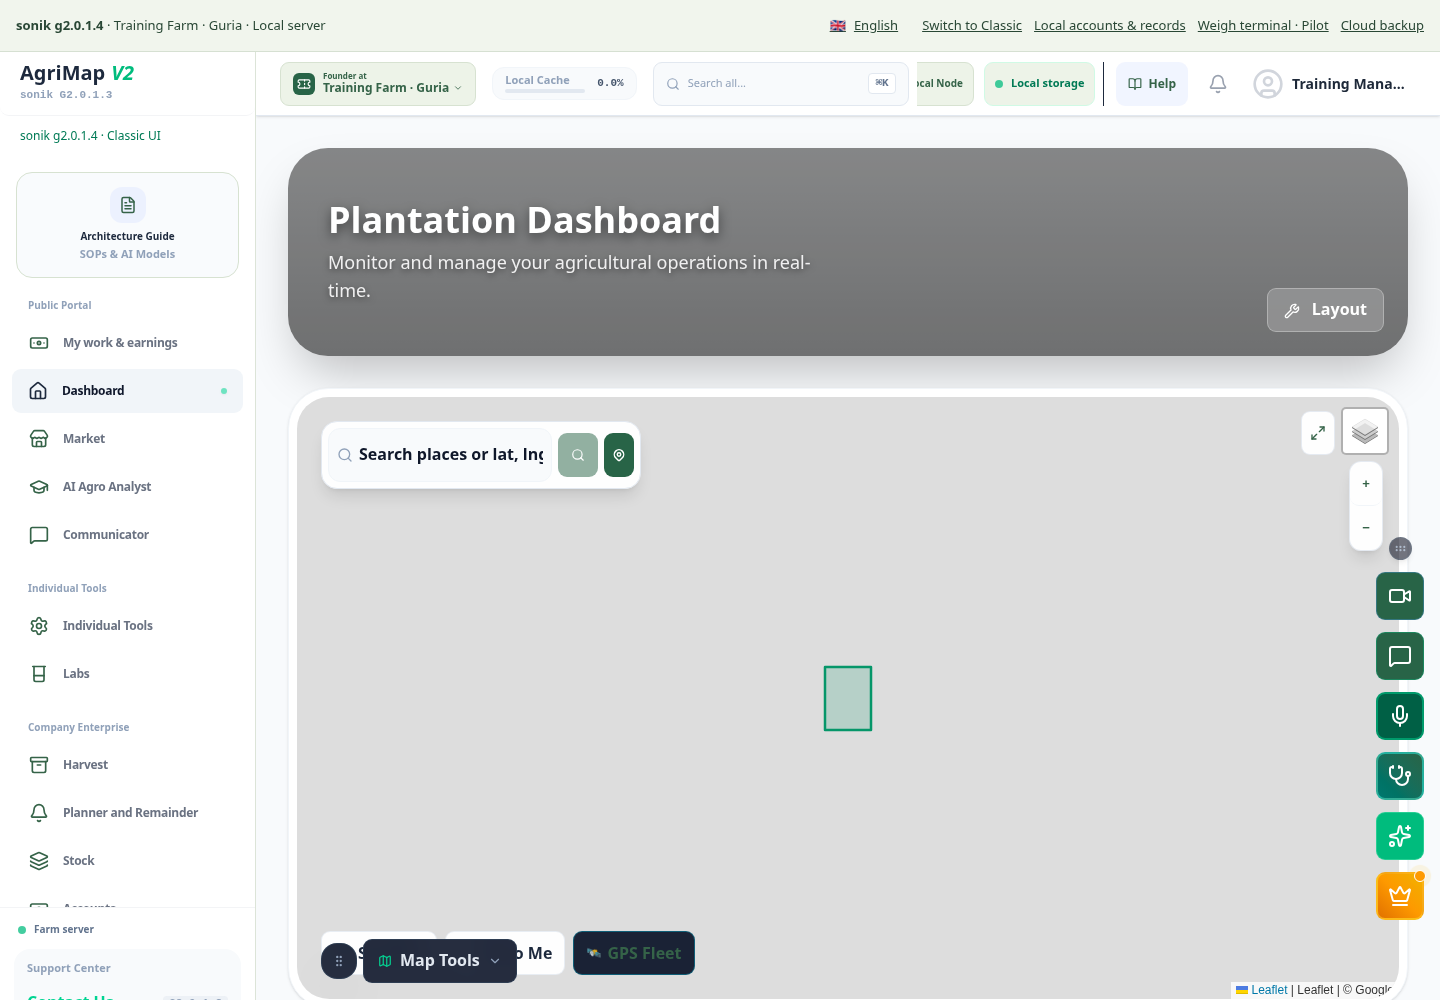 sonik g2.0.1.4 · Training Farm · Guria · Local server
English
Switch to Classic
Local accounts & records
Weigh terminal · Pilot
Cloud backup
AgriMap V2
sonik G2.0.1.3
sonik g2.0.1.4 · Classic UI
Architecture Guide
SOPs & AI Models
Public Portal
My work & earnings
Dashboard
Market
AI Agro Analyst
Communicator
Individual Tools
Individual Tools
Labs
Company Enterprise
Harvest
Planner and Remainder
Stock
Accounts
Farm server
Support Center
Contact Us
Founder at
Training Farm · Guria
Local Cache
0.0%
Search all...
⌘K
Node
Local storage
Help
Training Mana...
Plantation Dashboard
Monitor and manage your agricultural operations in real-
time.
Layout
Search places or lat, lng
+
−
Me
GPS Fleet
Map Tools
Leaflet | Leaflet | © Google